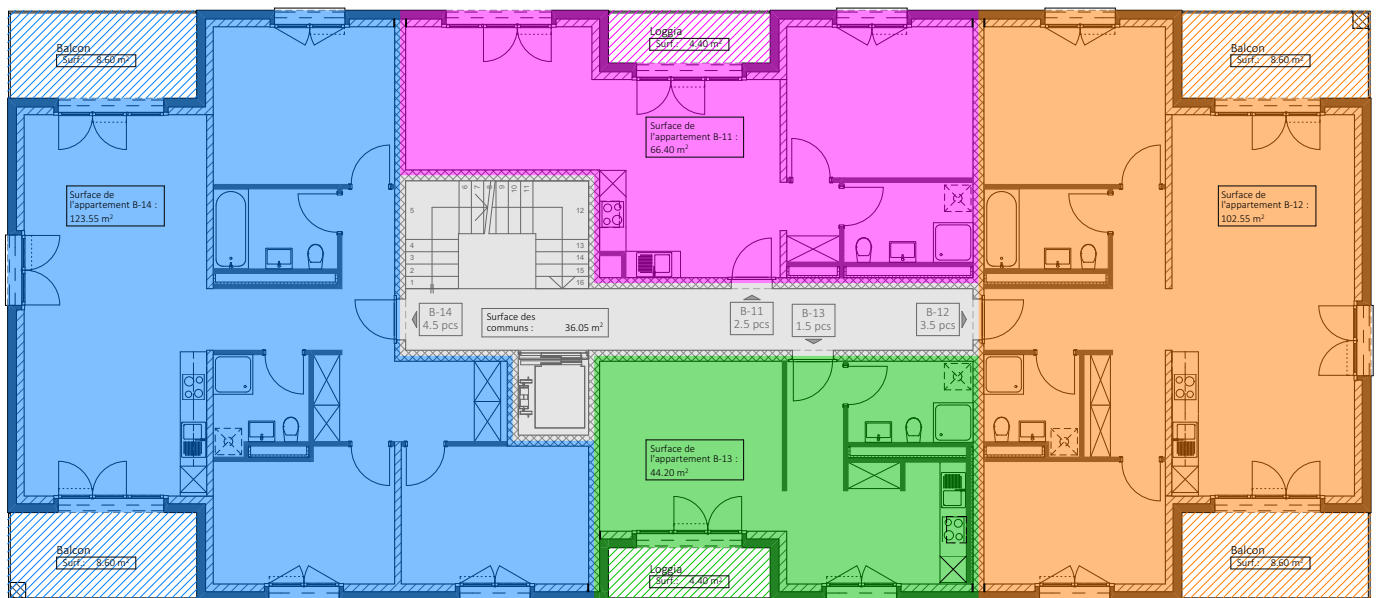 Balcon
Surf.: 8.60 m²
Loggia
Surf.: 4.40 m²
Balcon
Surf.: 8.60 m²
Surface de
l'appartement B-11 :
66.40 m²
Surface de
l'appartement B-14 :
123.55 m²
Surface de
l'appartement B-12 :
102.55 m²
6 7 8 9 10 11
5 12
4 13
3 14
2 15
1 16
B-14
4.5 pcs
Surface des
communs : 36.05 m²
B-11
2.5 pcs
B-13
1.5 pcs
B-12
3.5 pcs
Surface de
l'appartement B-13 :
44.20 m²
Balcon
Surf.: 8.60 m²
Loggia
Surf.: 4.40 m²
Balcon
Surf.: 8.60 m²